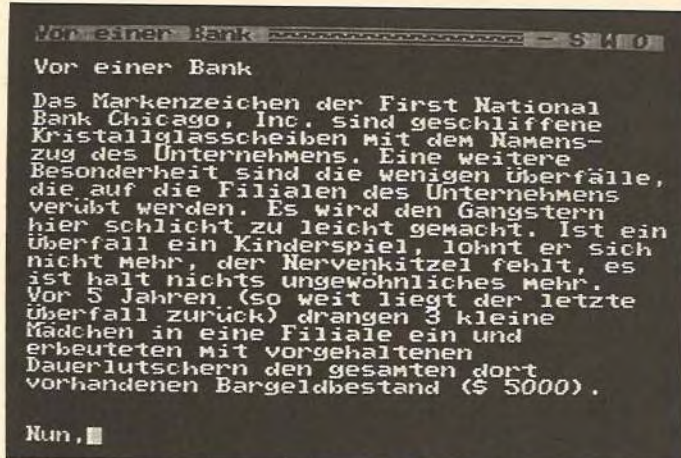 Vor einer Bank - S W O
Vor einer Bank
Das Markenzeichen der First National
Bank Chicago, Inc. sind geschliffene
Kristallglasscheiben mit dem Namens-
zug des Unternehmens. Eine weitere
Besonderheit sind die wenigen überfälle,
die auf die Filialen des Unternehmens
verübt werden. Es wird den Gangstern
hier schlicht zu leicht gemacht. Ist ein
überfall ein Kinderspiel, lohnt er sich
nicht mehr, der Nervenkitzel fehlt, es
ist halt nichts ungewöhnliches mehr.
Vor 5 Jahren (so weit liegt der letzte
überfall zurück) drangen 3 kleine
Mädchen in eine Filiale ein und
erbeuteten mit vorgehaltenen
Dauerlutschern den gesamten dort
vorhandenen Bargeldbestand ($ 5000).
Nun,